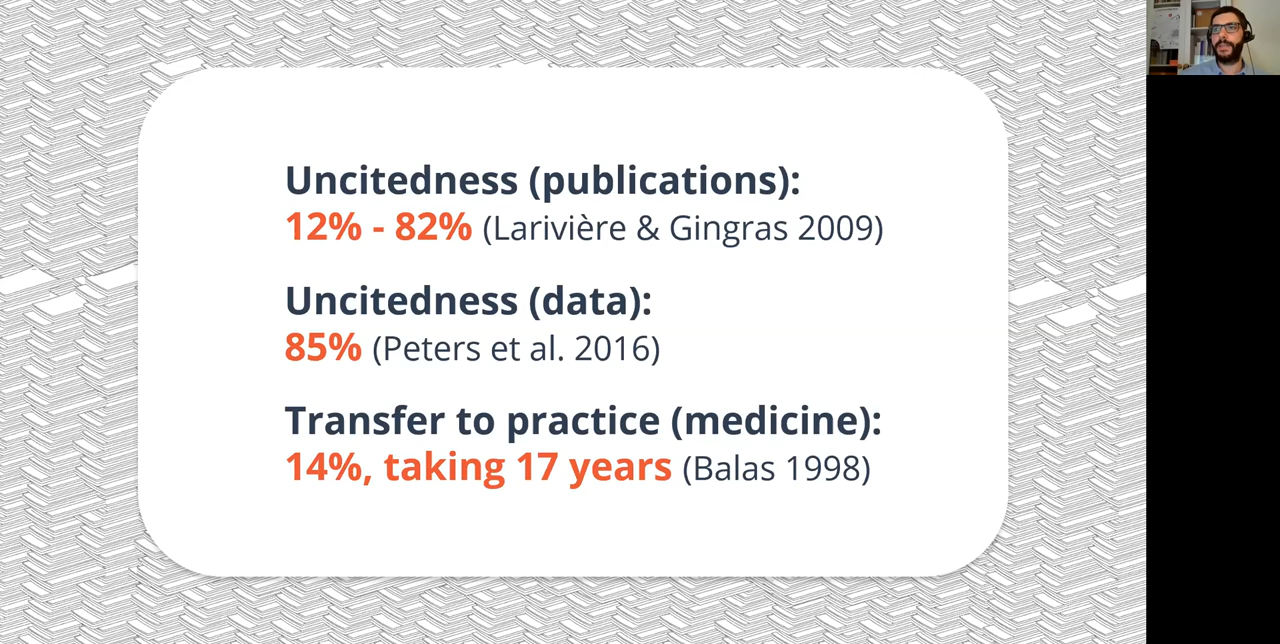 Uncitedness (publications):
12% - 82% (Larivière & Gingras 2009)
Uncitedness (data):
85% (Peters et al. 2016)
Transfer to practice (medicine):
14%, taking 17 years (Balas 1998)